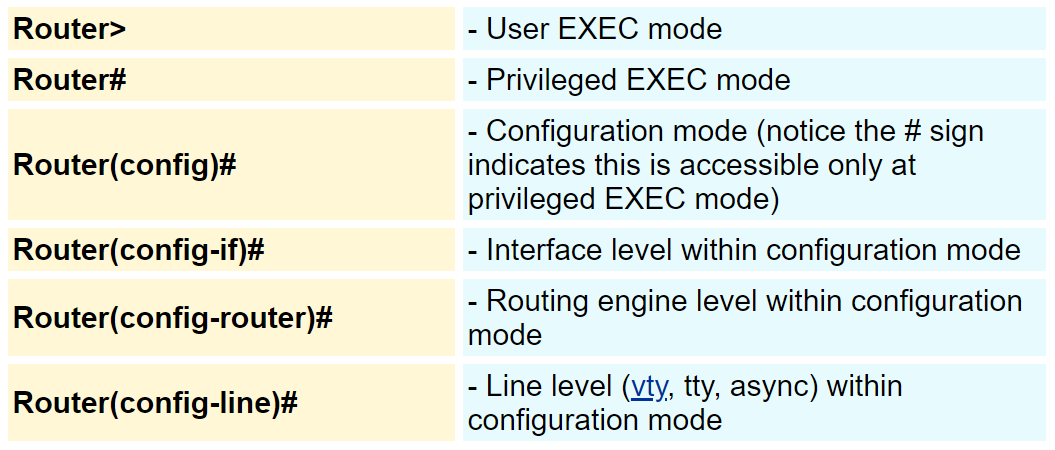 Router> - User EXEC mode
Router# - Privileged EXEC mode
Router(config)# - Configuration mode (notice the # sign
indicates this is accessible only at
privileged EXEC mode)
Router(config-if)# - Interface level within configuration mode
Router(config-router)# - Routing engine level within configuration
mode
Router(config-line)# - Line level (vty, tty, async) within
configuration mode